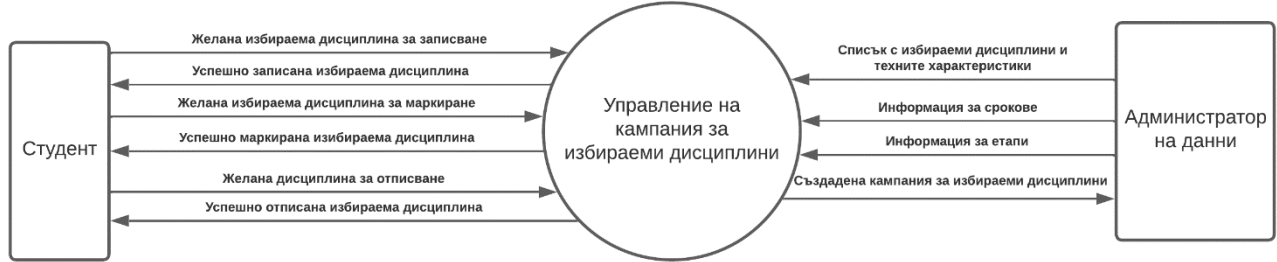 Студент
Желана избираема дисциплина за записване
Успешно записана избираема дисциплина
Желана избираема дисциплина за маркиране
Успешно маркирана изибираема дисциплина
Желана дисциплина за отписване
Успешно отписана избираема дисциплина
Управление на
кампания за
избираеми дисциплини
Списък с избираеми дисциплини и
техните характеристики
Информация за срокове
Информация за етапи
Създадена кампания за избираеми дисциплини
Администратор
на данни